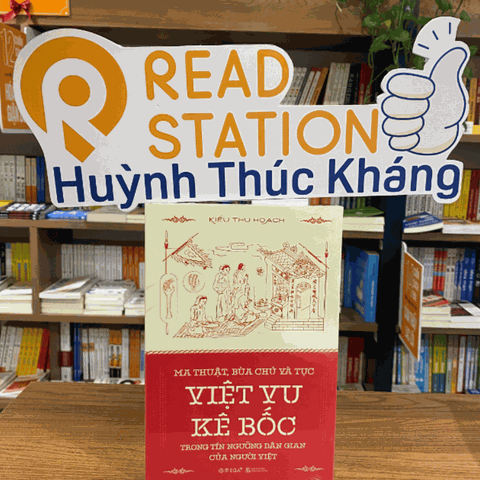 READ
STATION
Huỳnh Thúc Kháng
KIỀU THU HOẠCH
MA THUẬT, BÙA CHÚ VÀ TỤC
VIỆT VU
KÊ BỐC
TRONG TÍN NGƯỠNG DÂN GIAN
CỦA NGƯỜI VIỆT